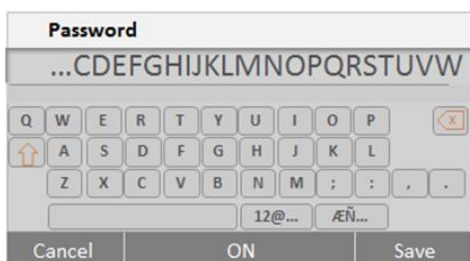 Password
...CDEFGHIJKLMNOPQRSTUVW
Q W E R T Y U I O P X
A S D F G H J K L
Z X C V B N M ; : , .
12@... ÆÑ...
Cancel ON Save